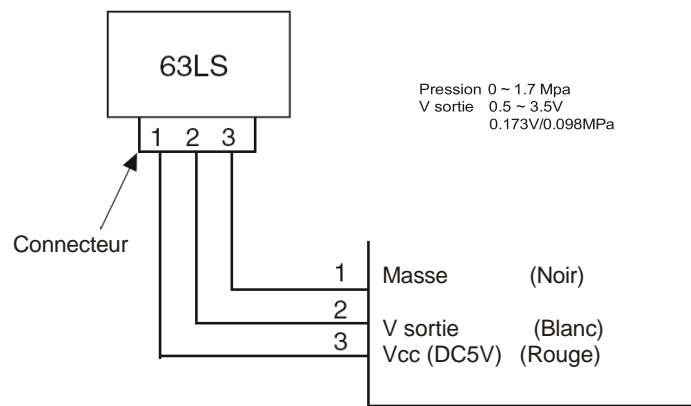 63LS
Pression 0 ~ 1.7 Mpa
V sortie 0.5 ~ 3.5V
0.173V/0.098MPa
1 2 3
Connecteur
1 Masse (Noir)
2 V sortie (Blanc)
3 Vcc (DC5V) (Rouge)